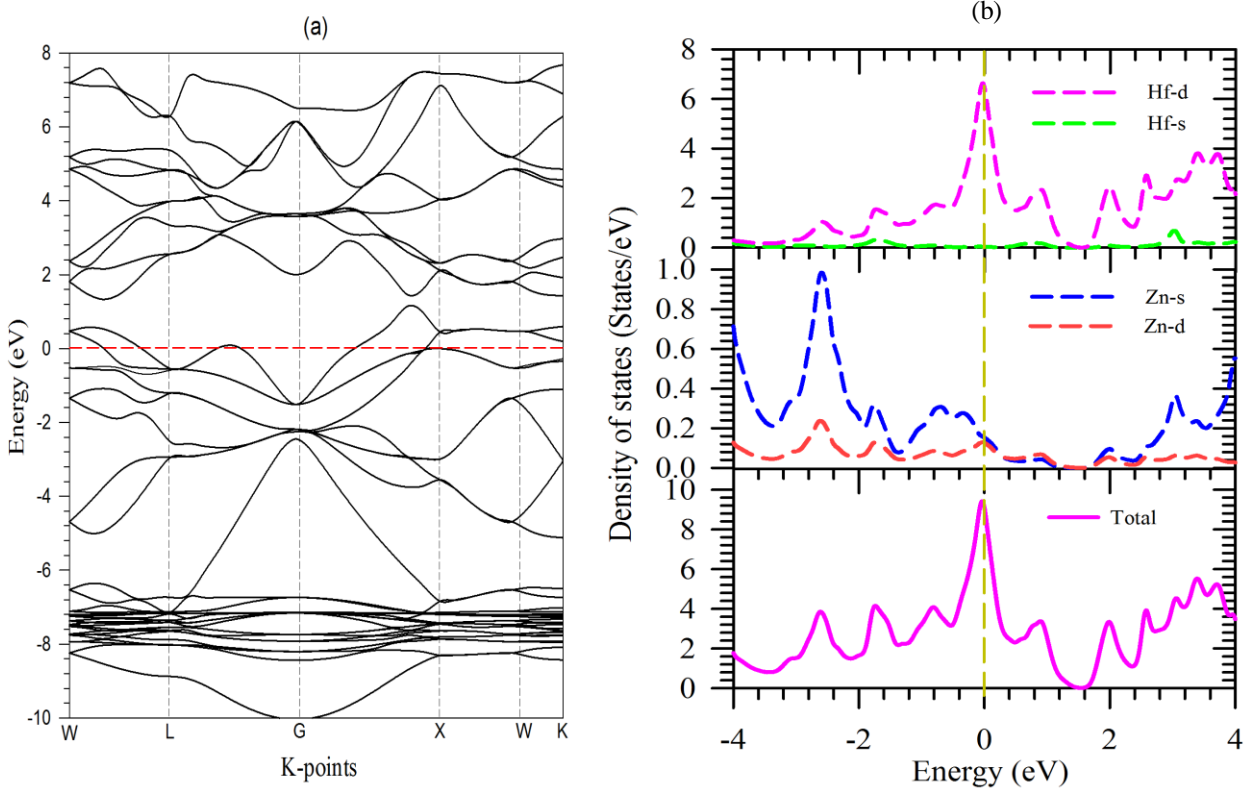 (a)
8
6
4
2
0
-2
-4
-6
-8
-10
Energy (eV)
W L G X W K
K-points
(b)
8
6
4
2
0
Hf-d
Hf-s
1.0
0.8
0.6
0.4
0.2
0.0
Zn-s
Zn-d
10
8
6
4
2
0
Total
Density of states (States/eV)
-4 -2 0 2 4
Energy (eV)